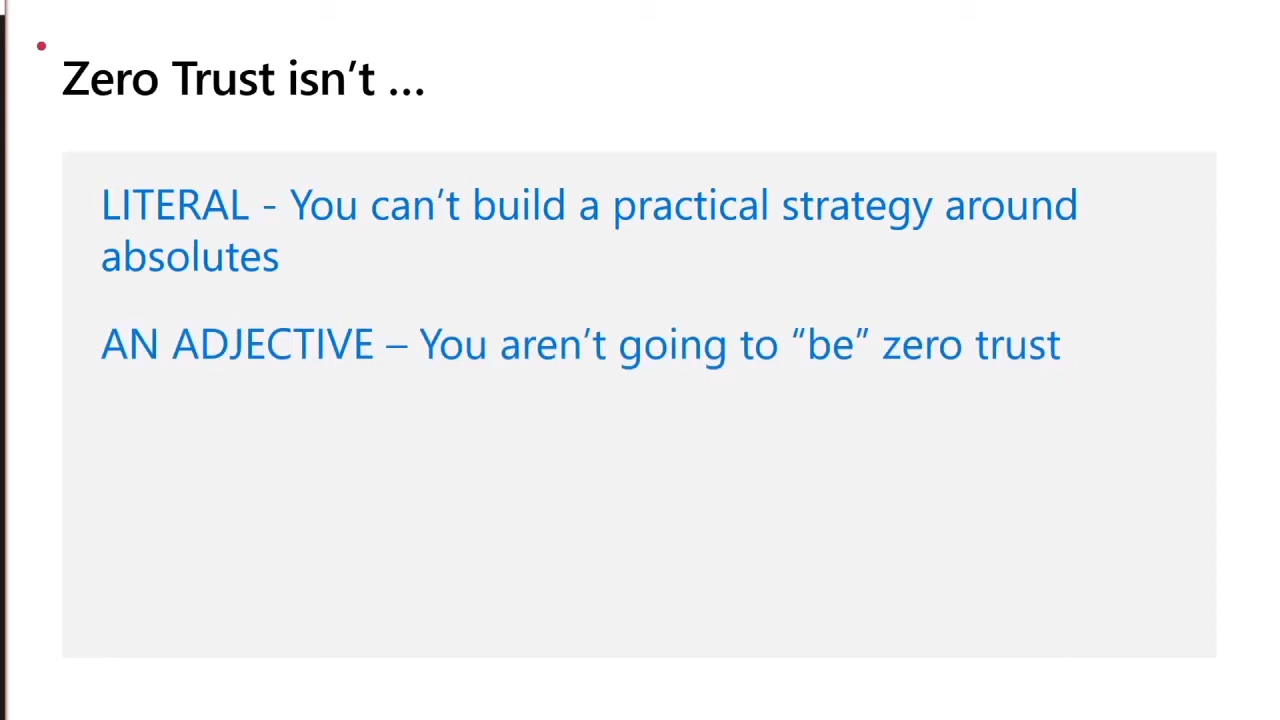 Zero Trust isn’t ...
LITERAL - You can’t build a practical strategy around
absolutes
AN ADJECTIVE – You aren’t going to “be” zero trust